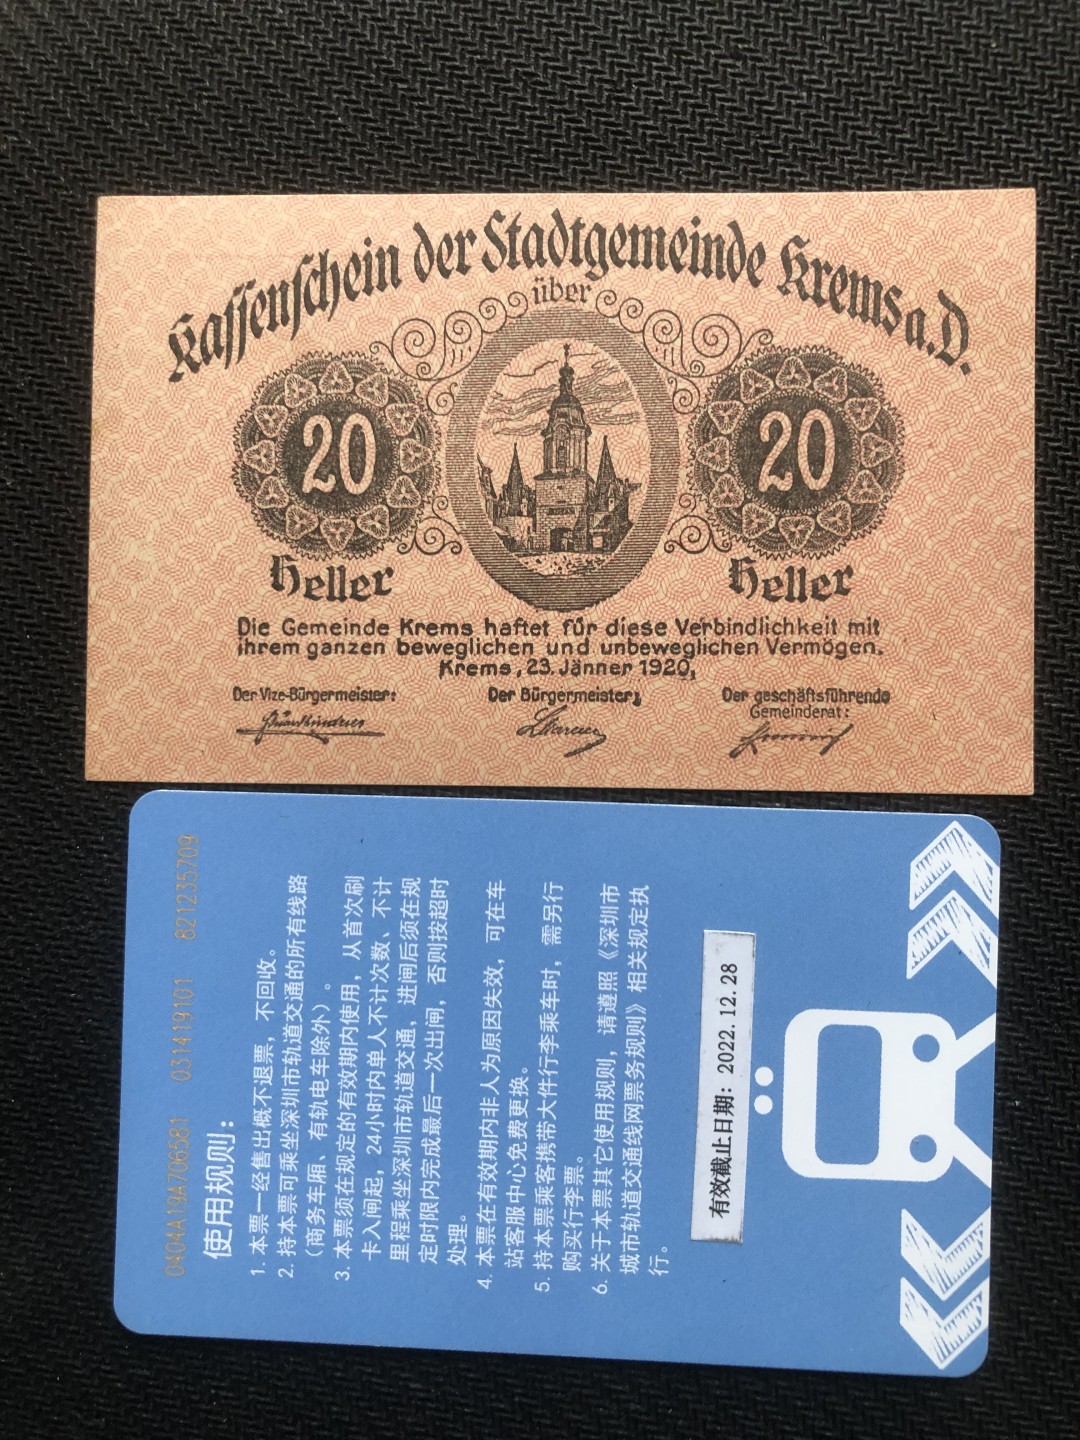 Kassenschein der Stadtgemeinde Krems a.D.
über
20
20
Heller
Heller
Die Gemeinde Krems haftet für diese Verbindlichkeit mit
ihrem ganzen beweglichen und unbeweglichen Vermögen.
Krems, 23. Jänner 1920,
Der Vize-Bürgermeister:
Der Bürgermeister,
Der geschäftsführende
Gemeinderat:
0404A19A706581 0314119101 821235709
使用规则：
1. 本票一经售出概不退票，不回收。
2. 持本票可乘坐深圳市轨道交通的所有线路
（商务车厢、有轨电车除外）。
3. 本票须在规定的有效期内使用，从首次刷
卡入闸起，24小时内单人不计次数、不计
里程乘坐深圳市轨道交通，进闸后须在规
定时限内完成最后一次出闸，否则按超时
处理。
4. 本票在有效期内非人为原因失效，可在车
站客服中心免费更换。
5. 持本票乘客携带大件行李乘车时，需另行
购买行李票。
6. 关于本票其它使用规则，请遵照《深圳市
城市轨道交通线网票务规则》相关规定执
行。
有效截止日期: 2022.12.28